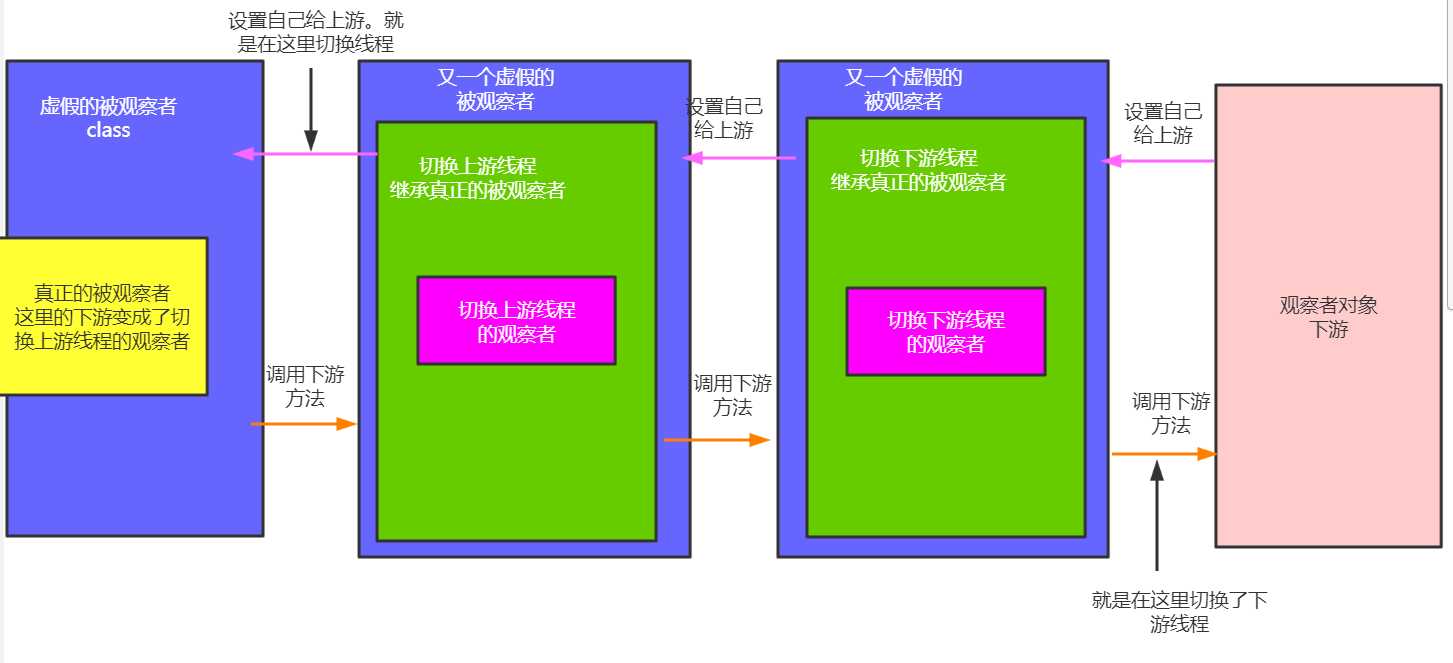 设置自己给上游。就
是在这里切换线程
虚假的被观察者
class
真正的被观察者
这里的下游变成了切
换上游线程的观察者
调用下游
方法
又一个虚假的
被观察者
切换上游线程
继承真正的被观察者
切换上游线程
的观察者
设置自己
给上游
调用下游
方法
又一个虚假的
被观察者
切换下游线程
继承真正的被观察者
切换下游线程
的观察者
设置自己
给上游
调用下游
方法
就是在这里切换了下
游线程
观察者对象
下游